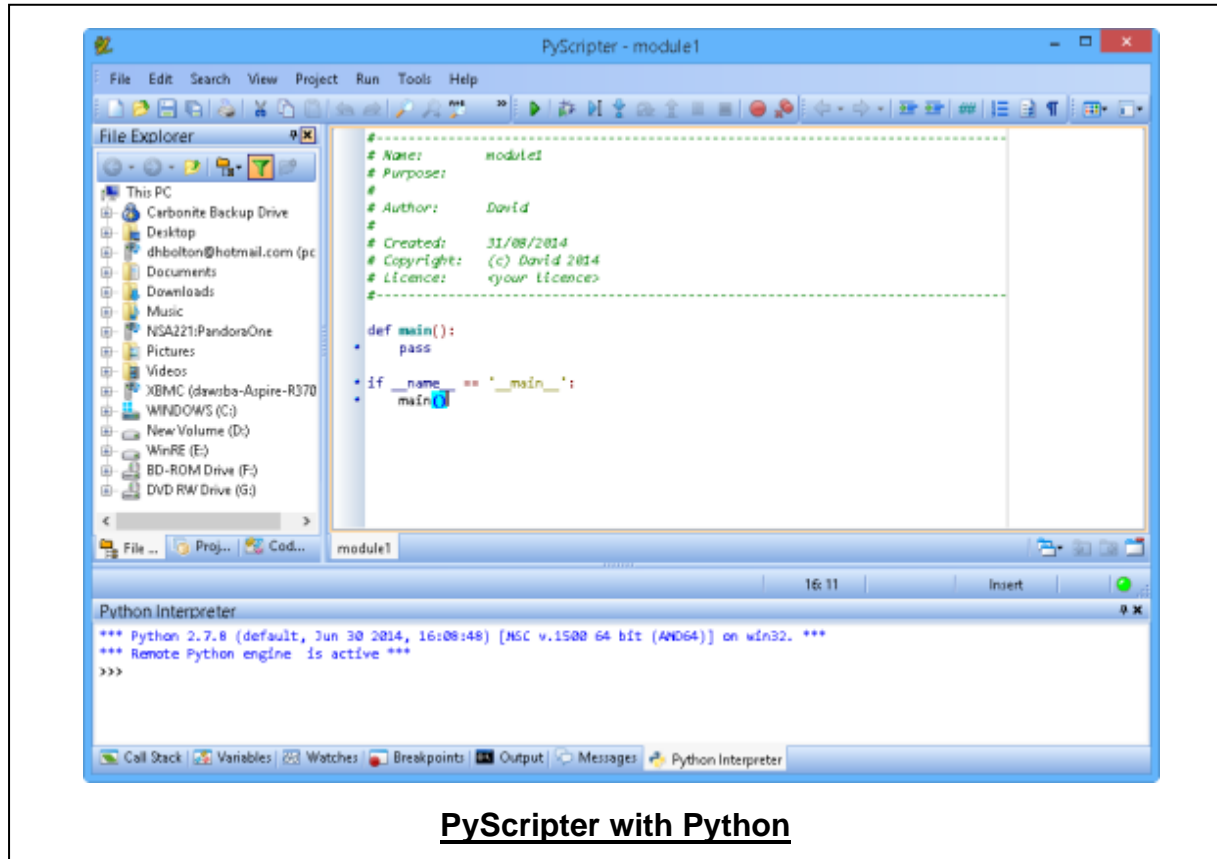 PyScripter - module1
File Edit Search View Project Run Tools Help
File Explorer
This PC
Carbonite Backup Drive
Desktop
dhbolton@hotmail.com (pc
Documents
Downloads
Music
NSA221:PandoraOne
Pictures
Videos
XBMC (dawsba-Aspire-R370
WINDOWS (C:)
New Volume (D:)
WinRE (E:)
BD-ROM Drive (F:)
DVD RW Drive (G:)
File ... Proj... Cod...
#-------------------------------------------------------------------------------
# Name: module1
# Purpose:
#
# Author: David
#
# Created: 31/08/2014
# Copyright: (c) David 2014
# Licence: <your licence>
#-------------------------------------------------------------------------------
def main():
pass
if __name__ == '__main__':
main()
module1
16: 11 Insert
Python Interpreter
*** Python 2.7.8 (default, Jun 30 2014, 16:08:48) [MSC v.1500 64 bit (AMD64)] on win32. ***
*** Remote Python engine is active ***
>>>
Call Stack Variables Watches Breakpoints Output Messages Python Interpreter
PyScripter with Python